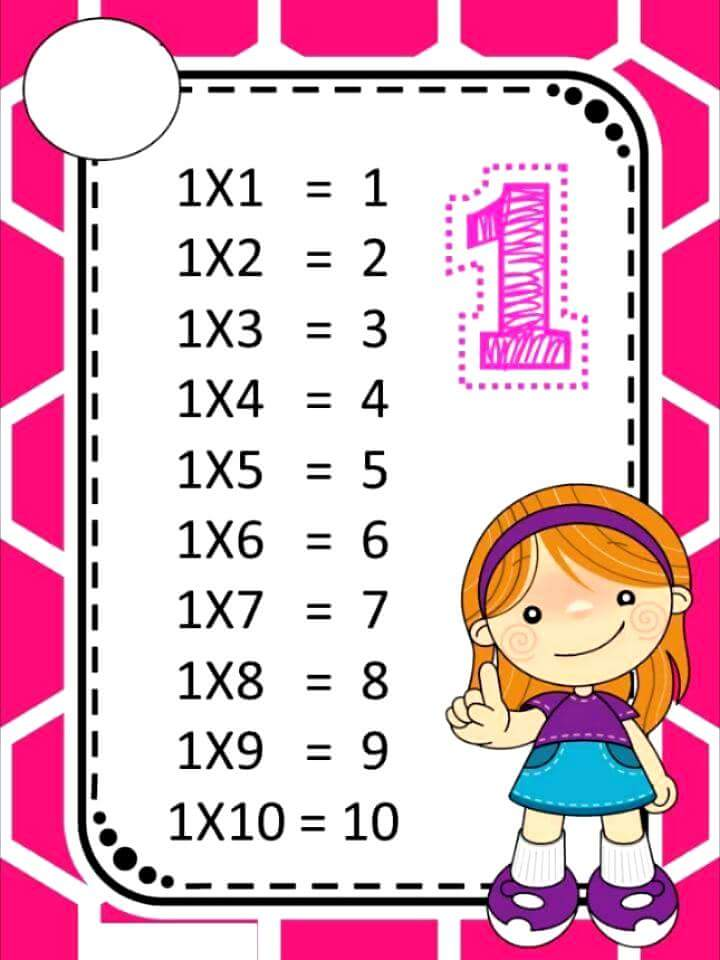 1X1 = 1
1
1X2 = 2
1X3 = 3
1X4 = 4
1X5 = 5
1X6 = 6
1X7 = 7
1X8 = 8
1X9 = 9
1X10 = 10